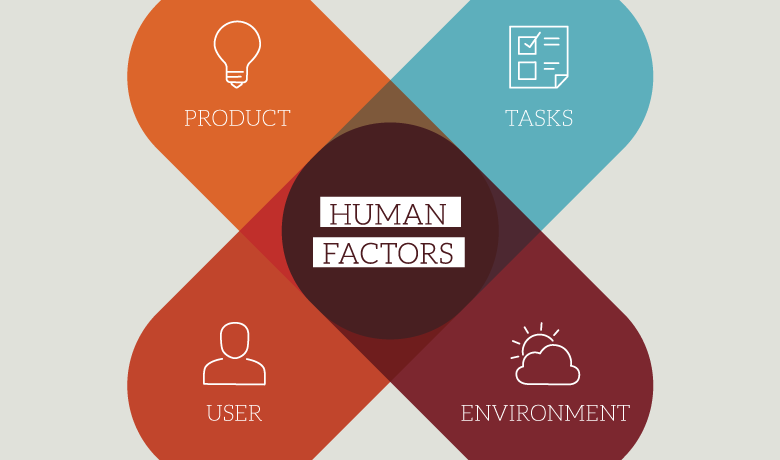 PRODUCT
TASKS
HUMAN
FACTORS
USER
ENVIRONMENT